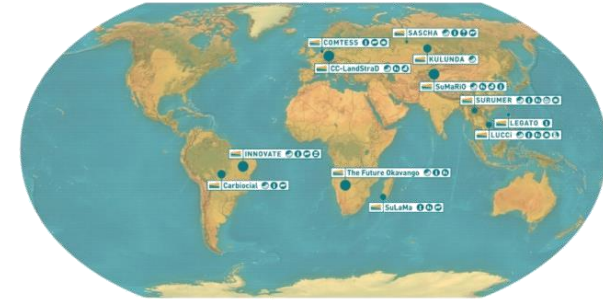 SASCHA
COMTESS
KULUNDA
CC-LandStraD
SuMaRiO
SURUMER
LEGATO
LUCCi
INNOVATE
The Future Okavango
Carbiocial
SuLaMa